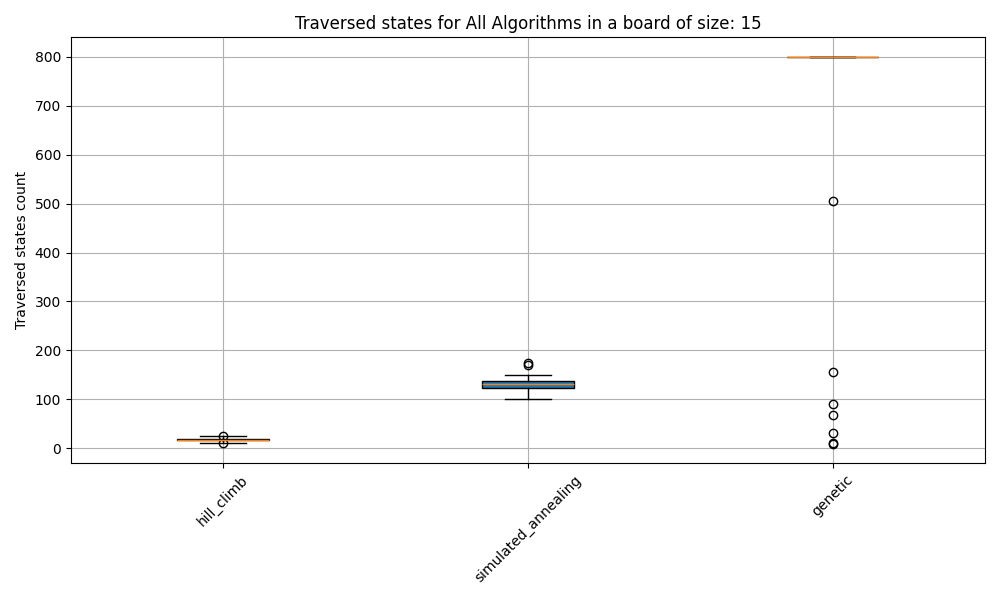 Traversed states for All Algorithms in a board of size: 15
Traversed states count
800
700
600
500
400
300
200
100
0
hill_climb
simulated_annealing
genetic